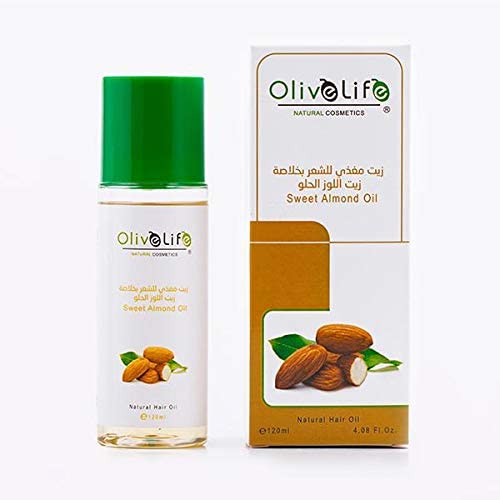 OliveLife
NATURAL COSMETICS ®
زيت مغذي للشعر بخلاصة
زيت اللوز الحلو
Sweet Almond Oil
Natural Hair Oil
℮120ml
OliveLife
NATURAL COSMETICS ®
زيت مغذي للشعر بخلاصة
زيت اللوز الحلو
Sweet Almond Oil
Natural Hair Oil
℮120ml 4.08 Fl.Oz.